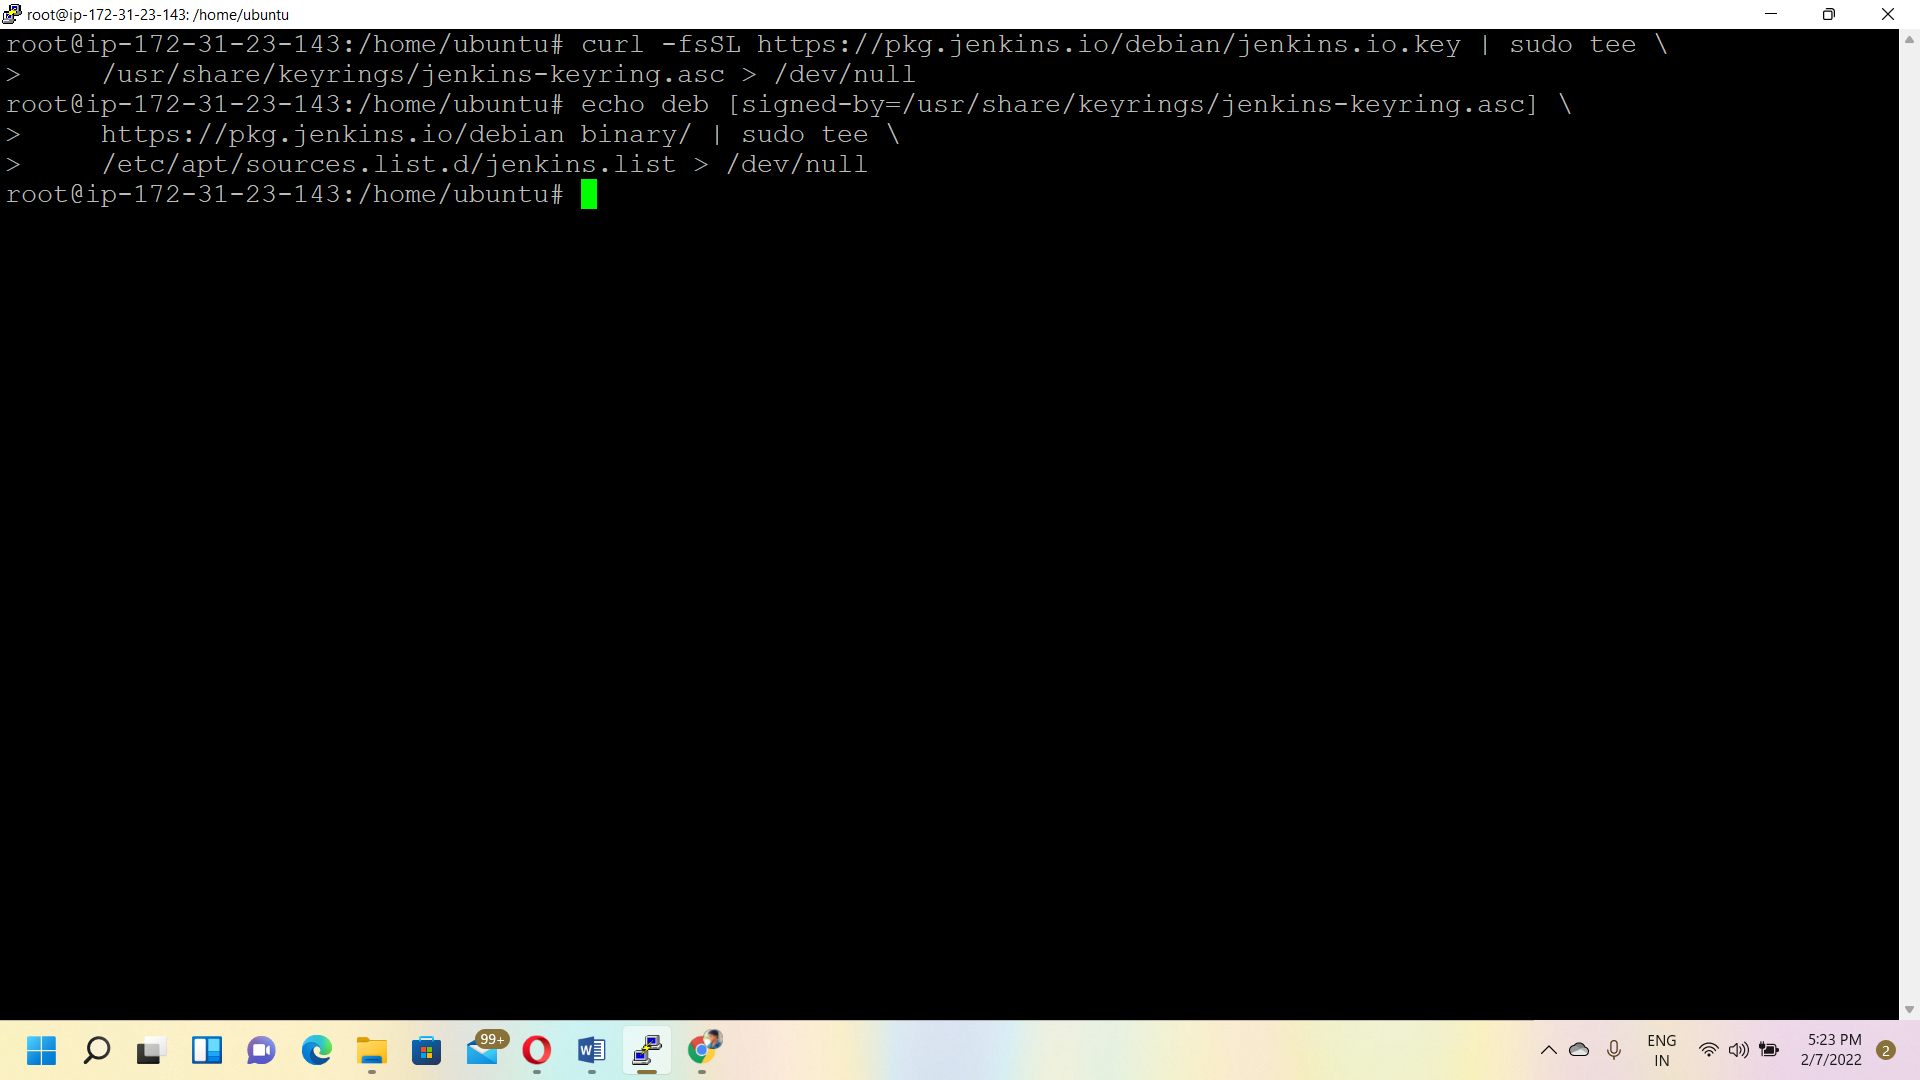 root@ip-172-31-23-143: /home/ubuntu
root@ip-172-31-23-143:/home/ubuntu# curl -fsSL https://pkg.jenkins.io/debian/jenkins.io.key | sudo tee \
>     /usr/share/keyrings/jenkins-keyring.asc > /dev/null
root@ip-172-31-23-143:/home/ubuntu# echo deb [signed-by=/usr/share/keyrings/jenkins-keyring.asc] \
>     https://pkg.jenkins.io/debian binary/ | sudo tee \
>     /etc/apt/sources.list.d/jenkins.list > /dev/null
root@ip-172-31-23-143:/home/ubuntu#
99+
W
ENG
IN
5:23 PM
2/7/2022
2